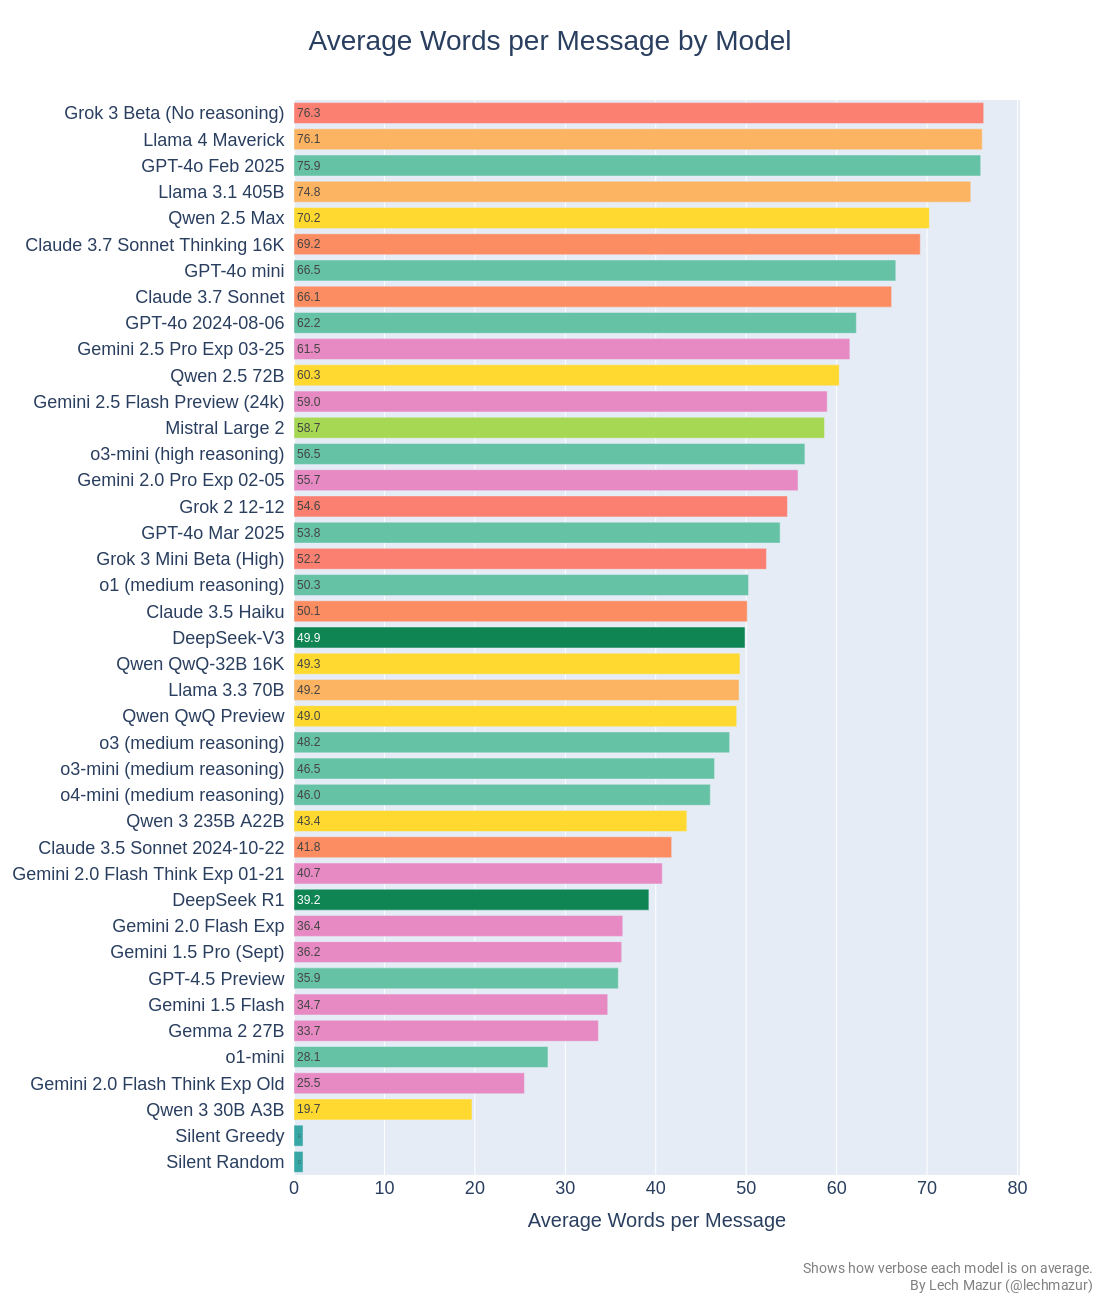 Average Words per Message by Model
Grok 3 Beta (No reasoning) 76.3
Llama 4 Maverick 76.1
GPT-4o Feb 2025 75.9
Llama 3.1 405B 74.8
Qwen 2.5 Max 70.2
Claude 3.7 Sonnet Thinking 16K 69.2
GPT-4o mini 66.5
Claude 3.7 Sonnet 66.1
GPT-4o 2024-08-06 62.2
Gemini 2.5 Pro Exp 03-25 61.5
Qwen 2.5 72B 60.3
Gemini 2.5 Flash Preview (24k) 59.0
Mistral Large 2 58.7
o3-mini (high reasoning) 56.5
Gemini 2.0 Pro Exp 02-05 55.7
Grok 2 12-12 54.6
GPT-4o Mar 2025 53.8
Grok 3 Mini Beta (High) 52.2
o1 (medium reasoning) 50.3
Claude 3.5 Haiku 50.1
DeepSeek-V3 49.9
Qwen QwQ-32B 16K 49.3
Llama 3.3 70B 49.2
Qwen QwQ Preview 49.0
o3 (medium reasoning) 48.2
o3-mini (medium reasoning) 46.5
o4-mini (medium reasoning) 46.0
Qwen 3 235B A22B 43.4
Claude 3.5 Sonnet 2024-10-22 41.8
Gemini 2.0 Flash Think Exp 01-21 40.7
DeepSeek R1 39.2
Gemini 2.0 Flash Exp 36.4
Gemini 1.5 Pro (Sept) 36.2
GPT-4.5 Preview 35.9
Gemini 1.5 Flash 34.7
Gemma 2 27B 33.7
o1-mini 28.1
Gemini 2.0 Flash Think Exp Old 25.5
Qwen 3 30B A3B 19.7
Silent Greedy
Silent Random
0 10 20 30 40 50 60 70 80
Average Words per Message
Shows how verbose each model is on average.
By Lech Mazur (@lechmazur)